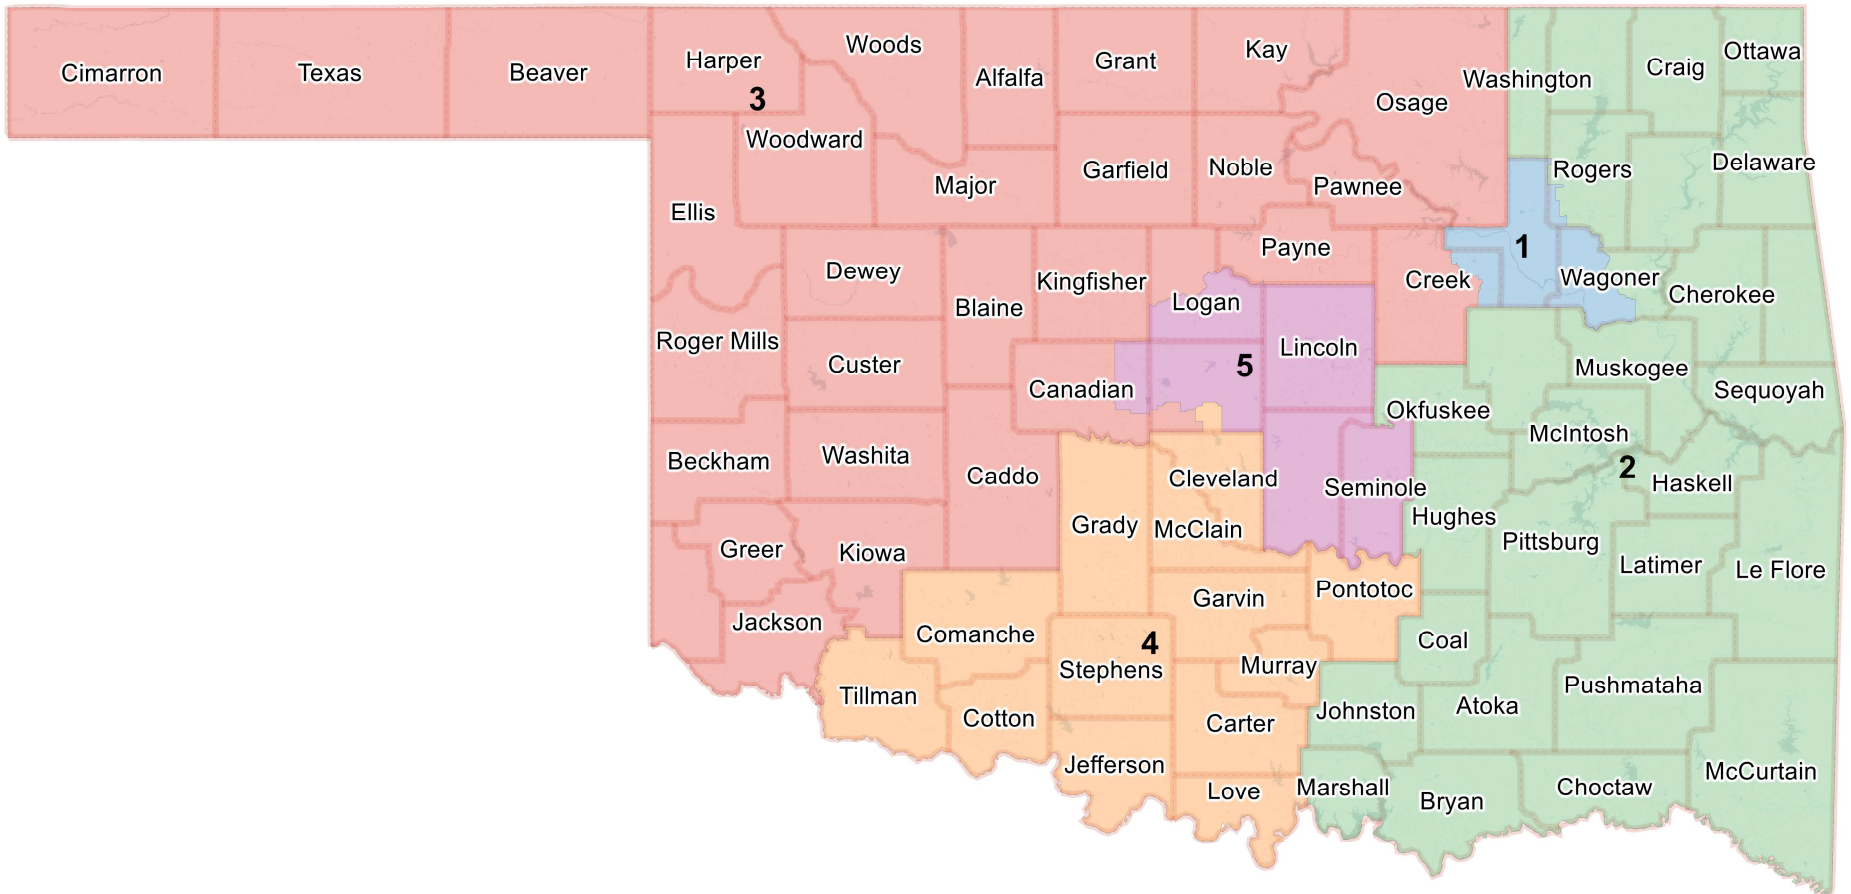 Cimarron
Texas
Beaver
Harper
3
Woods
Alfalfa
Grant
Kay
Osage
Washington
Craig
Ottawa
Woodward
Major
Garfield
Noble
Pawnee
Rogers
Delaware
Ellis
Dewey
Blaine
Kingfisher
Logan
Payne
Creek
1
Wagoner
Cherokee
Roger Mills
Custer
Canadian
5
Lincoln
Okfuskee
Muskogee
Sequoyah
Beckham
Washita
Caddo
Cleveland
Seminole
McIntosh
2
Haskell
Grady
McClain
Hughes
Pittsburg
Greer
Kiowa
Latimer
Le Flore
Garvin
Pontotoc
Jackson
Comanche
4
Stephens
Murray
Coal
Tillman
Cotton
Carter
Johnston
Atoka
Pushmataha
Jefferson
Love
Marshall
Bryan
Choctaw
McCurtain